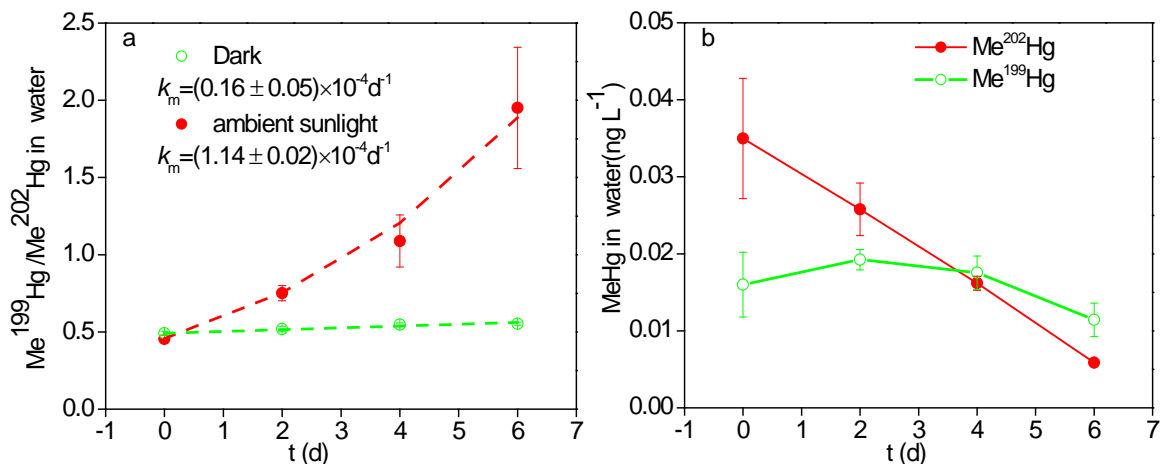 a
Dark
kₘ=(0.16 ± 0.05)×10⁻⁴d⁻¹
ambient sunlight
kₘ=(1.14 ± 0.02)×10⁻⁴d⁻¹
Me¹⁹⁹Hg /Me²⁰²Hg in water
2.5
2.0
1.5
1.0
0.5
0.0
-1 0 1 2 3 4 5 6 7
t (d)
b
Me²⁰²Hg
Me¹⁹⁹Hg
MeHg in water(ng L⁻¹)
0.05
0.04
0.03
0.02
0.01
0.00
-1 0 1 2 3 4 5 6 7
t (d)